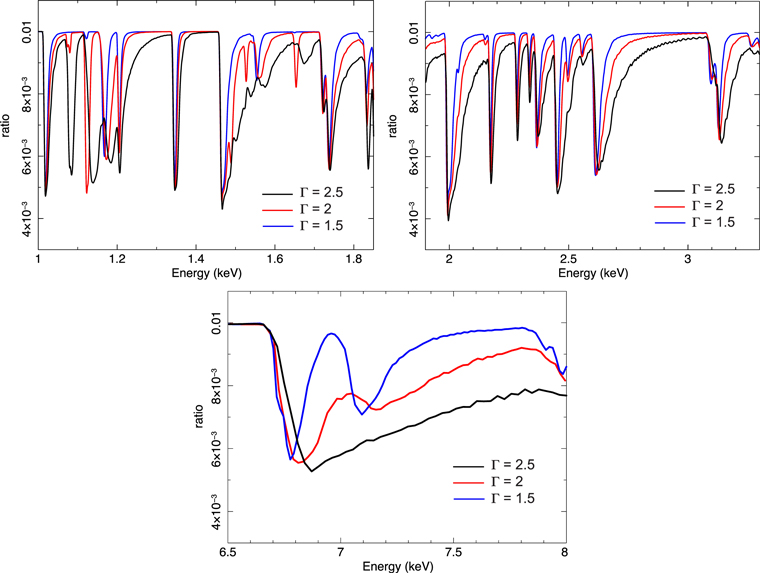 0.01
8×10⁻³
6×10⁻³
4×10⁻³
ratio
Γ = 2.5
Γ = 2
Γ = 1.5
1 1.2 1.4 1.6 1.8
Energy (keV)
0.01
8×10⁻³
6×10⁻³
4×10⁻³
ratio
Γ = 2.5
Γ = 2
Γ = 1.5
2 2.5 3
Energy (keV)
0.01
8×10⁻³
6×10⁻³
4×10⁻³
ratio
Γ = 2.5
Γ = 2
Γ = 1.5
6.5 7 7.5 8
Energy (keV)